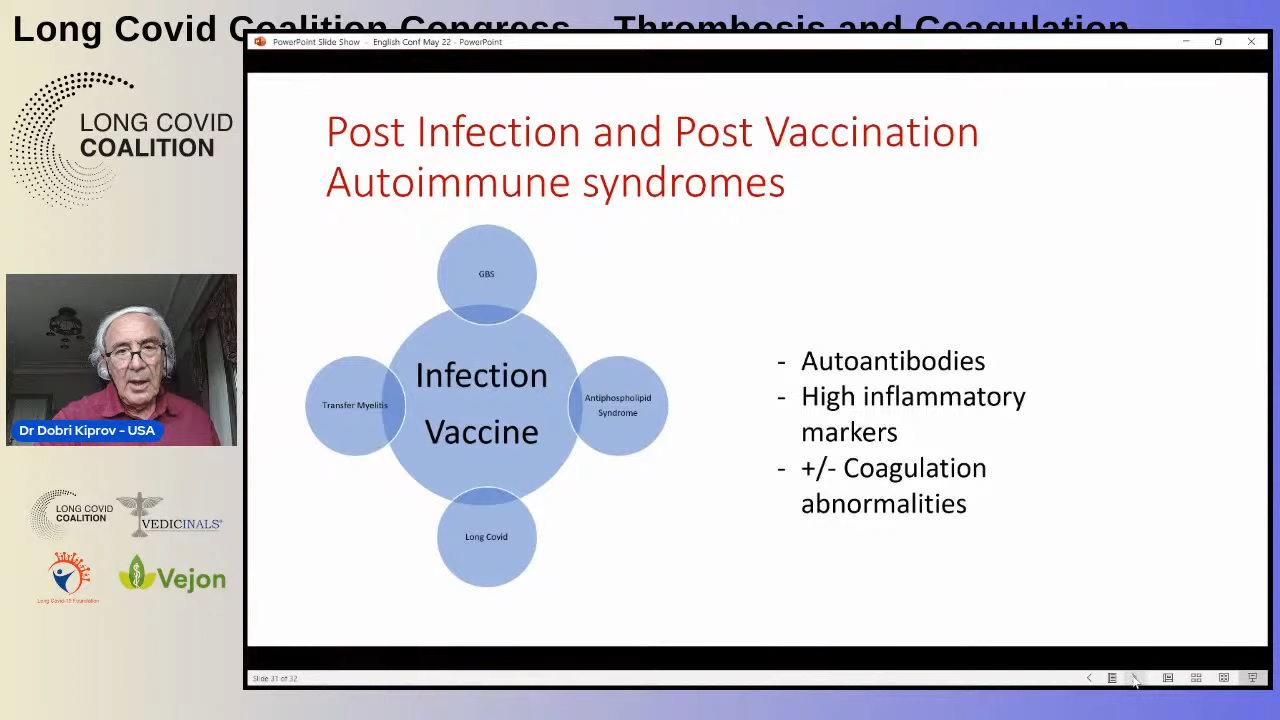 Long Covid Coalition Congress - Thrombosis and Coagulation
PowerPoint Slide Show - English Conf May 22 - PowerPoint
LONG COVID
COALITION
Post Infection and Post Vaccination
Autoimmune syndromes
GBS
Infection
Vaccine
Transfer Myelitis
Antiphospholipid
Syndrome
Long Covid
- Autoantibodies
- High inflammatory
markers
- +/- Coagulation
abnormalities
Dr Dobri Kiprov - USA
LONG COVID
COALITION
VEDICINALS®
Long Covid-19 Foundation
Vejon
Slide 31 of 32